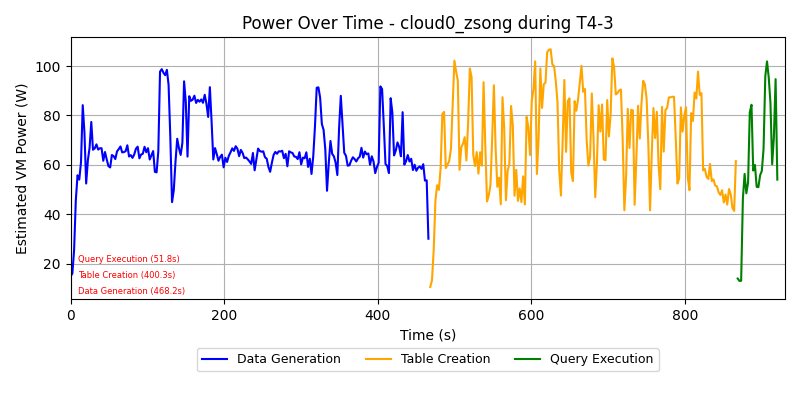 Power Over Time - cloud0_zsong during T4-3
Estimated VM Power (W)
100
80
60
40
20
Query Execution (51.8s)
Table Creation (400.3s)
Data Generation (468.2s)
0 200 400 600 800
Time (s)
Data Generation Table Creation Query Execution